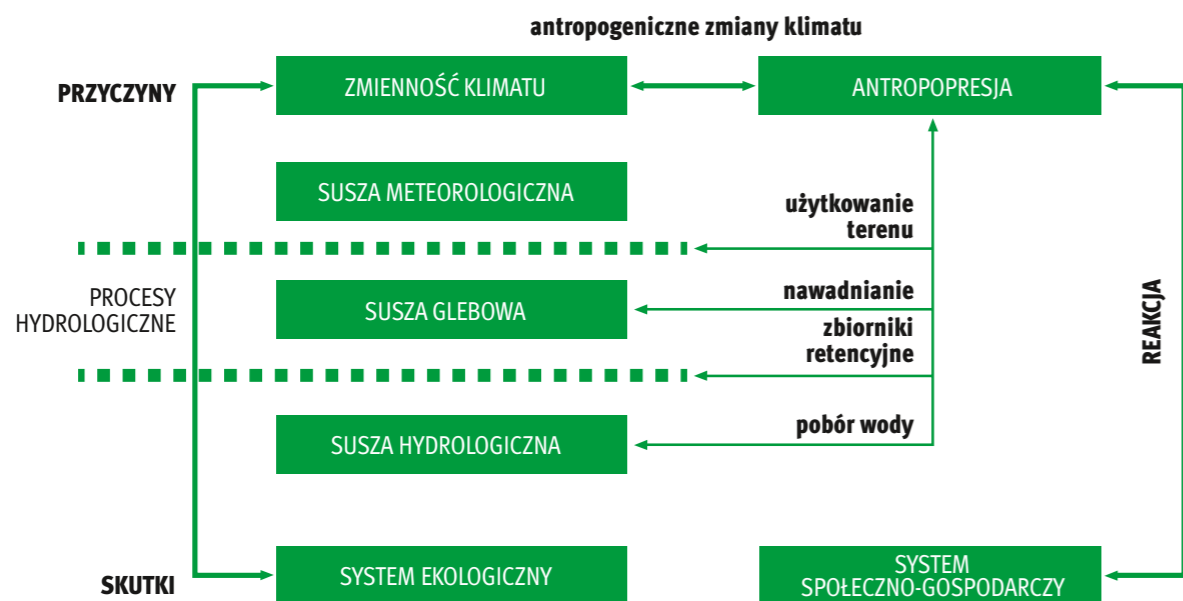 antropogeniczne zmiany klimatu
PRZYCZYNY
ZMIENNOŚĆ KLIMATU
ANTROPOPRESJA
SUSZA METEOROLOGICZNA
użytkowanie
terenu
PROCESY
HYDROLOGICZNE
SUSZA GLEBOWA
nawadnianie
zbiorniki
retencyjne
REAKCJA
SUSZA HYDROLOGICZNA
pobór wody
SKUTKI
SYSTEM EKOLOGICZNY
SYSTEM
SPOŁECZNO-GOSPODARCZY